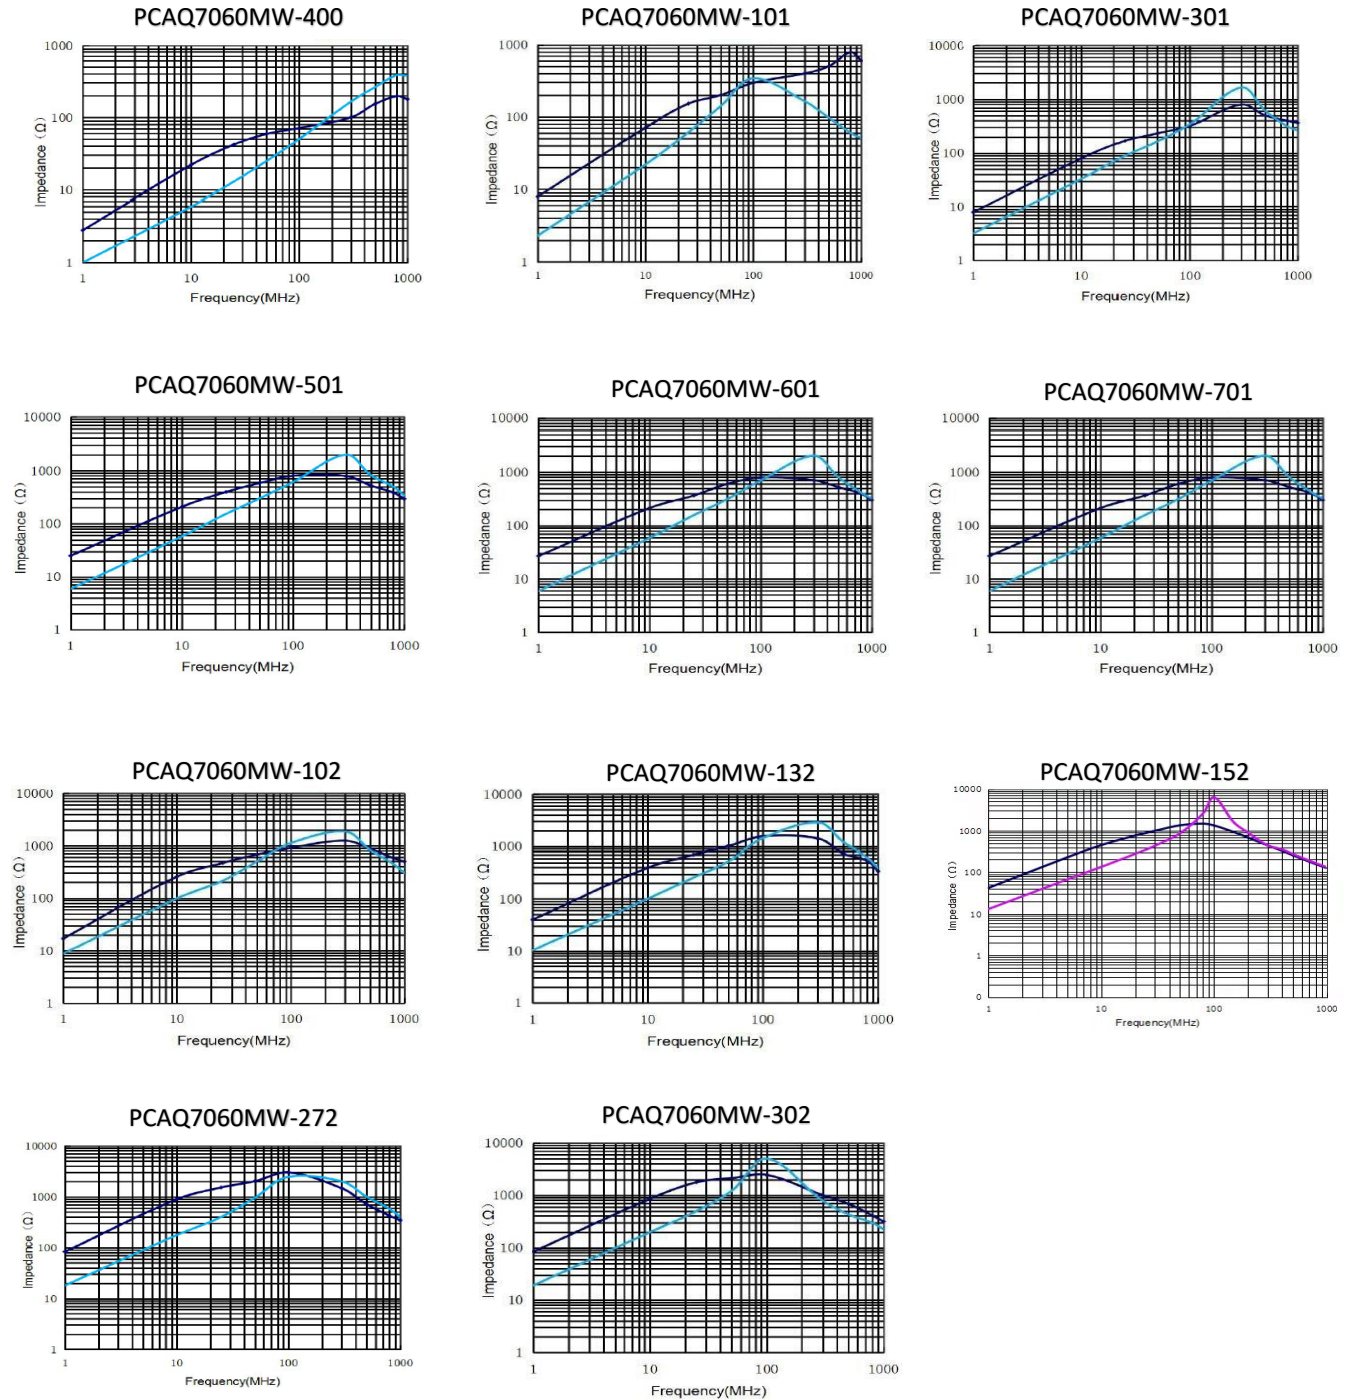 PCAQ7060MW-400
PCAQ7060MW-101
PCAQ7060MW-301
1000
100
10
1
Impedance (Ω)
1
10
100
1000
Frequency(MHz)
1000
100
10
1
Impedance (Ω)
1
10
100
1000
Frequency(MHz)
10000
1000
100
10
1
Impedance (Ω)
1
10
100
1000
Frequency(MHz)
PCAQ7060MW-501
PCAQ7060MW-601
PCAQ7060MW-701
10000
1000
100
10
1
Impedance (Ω)
1
10
100
1000
Frequency(MHz)
10000
1000
100
10
1
Impedance (Ω)
1
10
100
1000
Frequency(MHz)
10000
1000
100
10
1
Impedance (Ω)
1
10
100
1000
Frequency(MHz)
PCAQ7060MW-102
PCAQ7060MW-132
PCAQ7060MW-152
10000
1000
100
10
1
Impedance (Ω)
1
10
100
1000
Frequency(MHz)
10000
1000
100
10
1
Impedance (Ω)
1
10
100
1000
Frequency(MHz)
10000
1000
100
10
1
0
Impedance (Ω)
1
10
100
1000
Frequency(MHz)
PCAQ7060MW-272
PCAQ7060MW-302
10000
1000
100
10
1
Impedance (Ω)
1
10
100
1000
Frequency(MHz)
10000
1000
100
10
1
Impedance (Ω)
1
10
100
1000
Frequency(MHz)